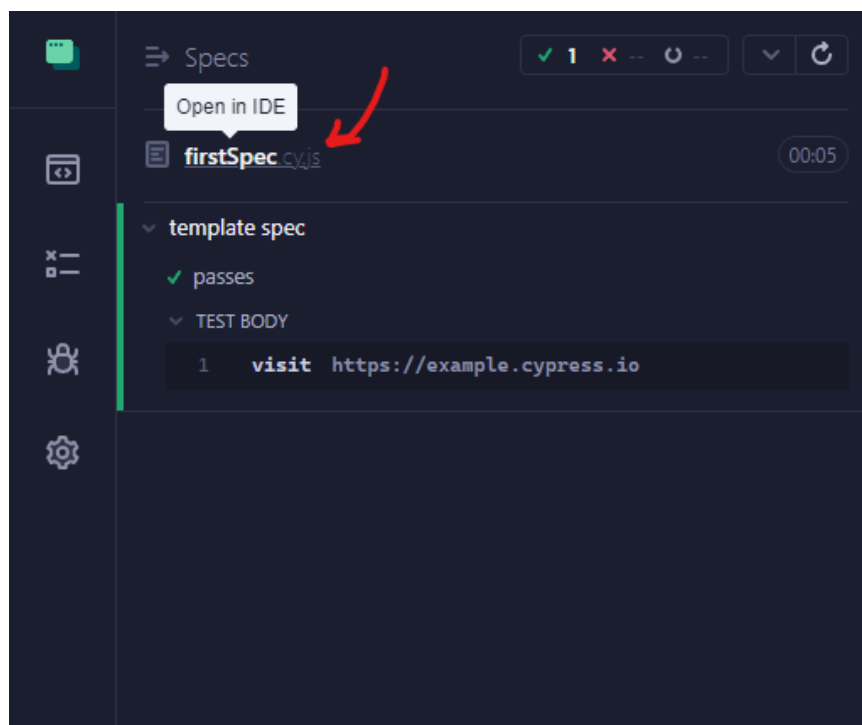 Specs
1 -- --
Open in IDE
firstSpec.cy.js 00:05
template spec
passes
TEST BODY
1 visit https://example.cypress.io